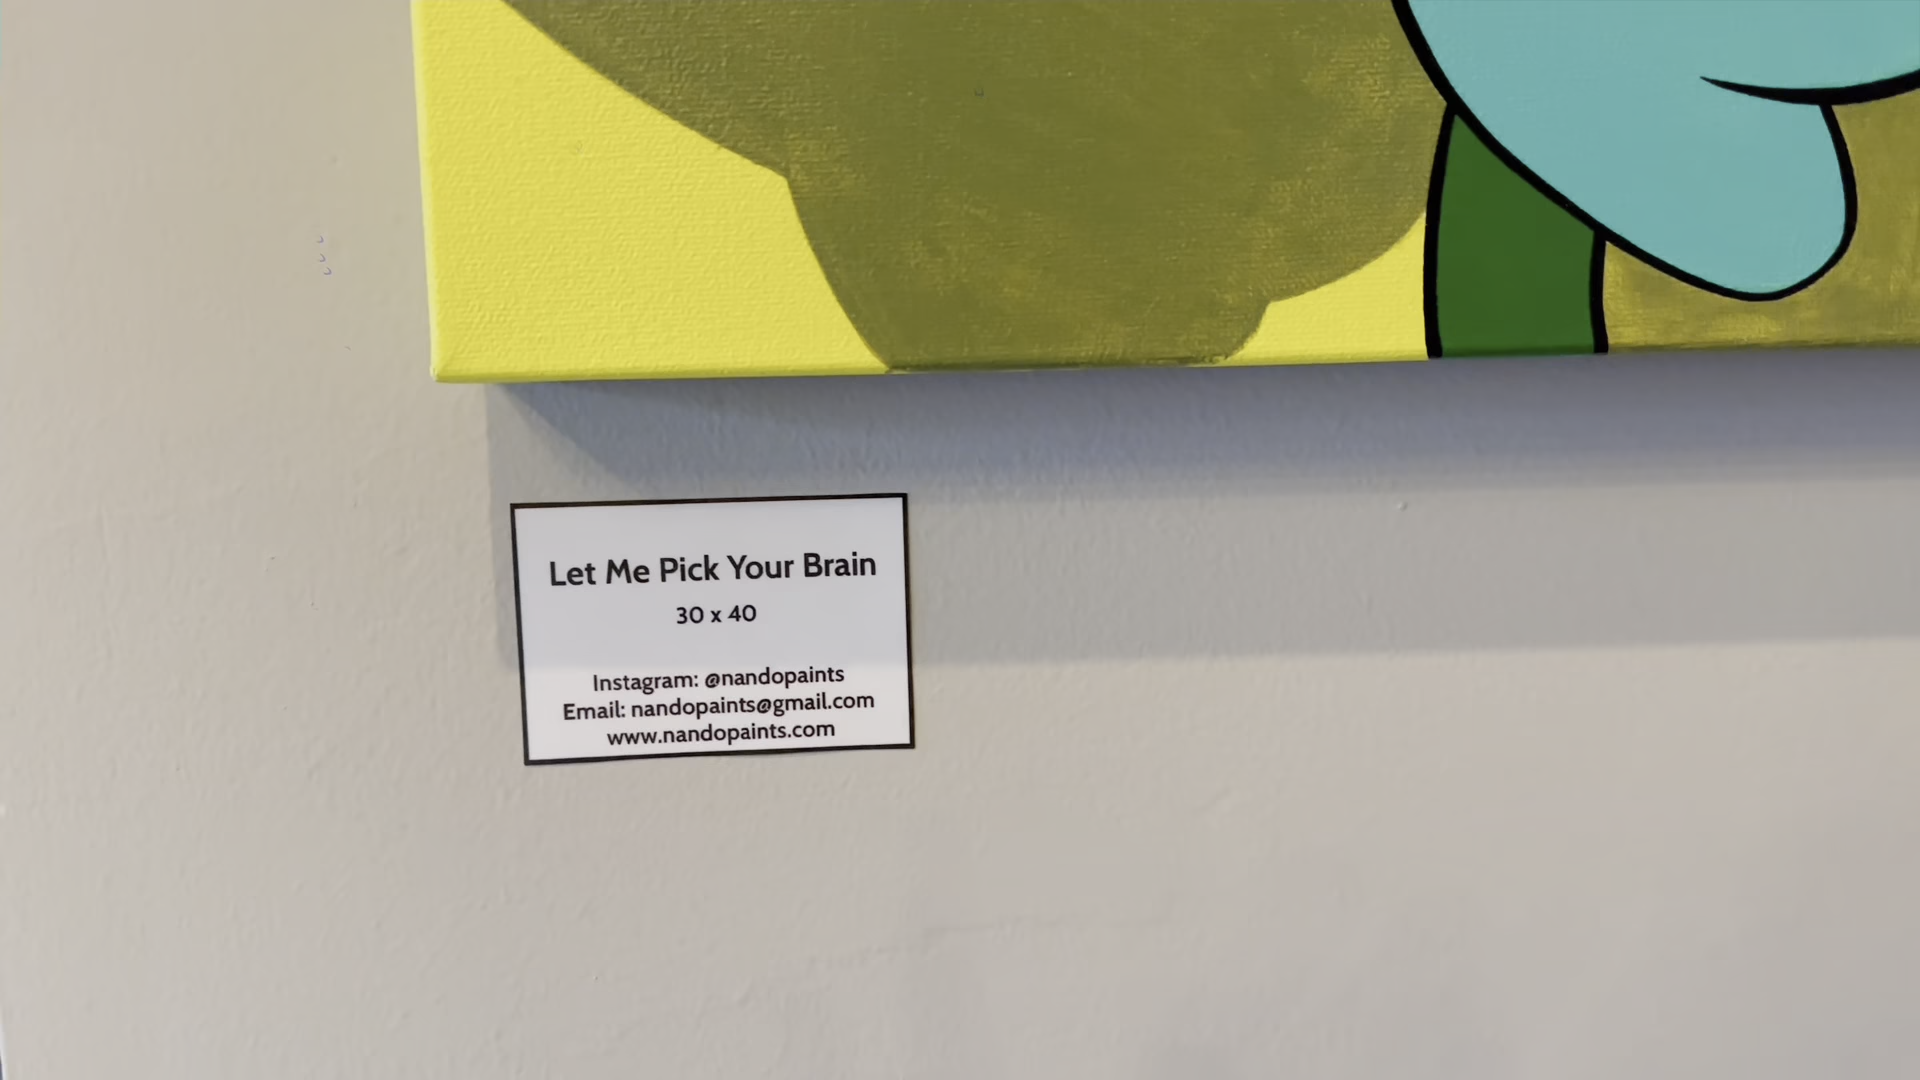 Let Me Pick Your Brain
30 x 40
Instagram: @nandopaints
Email: nandopaints@gmail.com
www.nandopaints.com